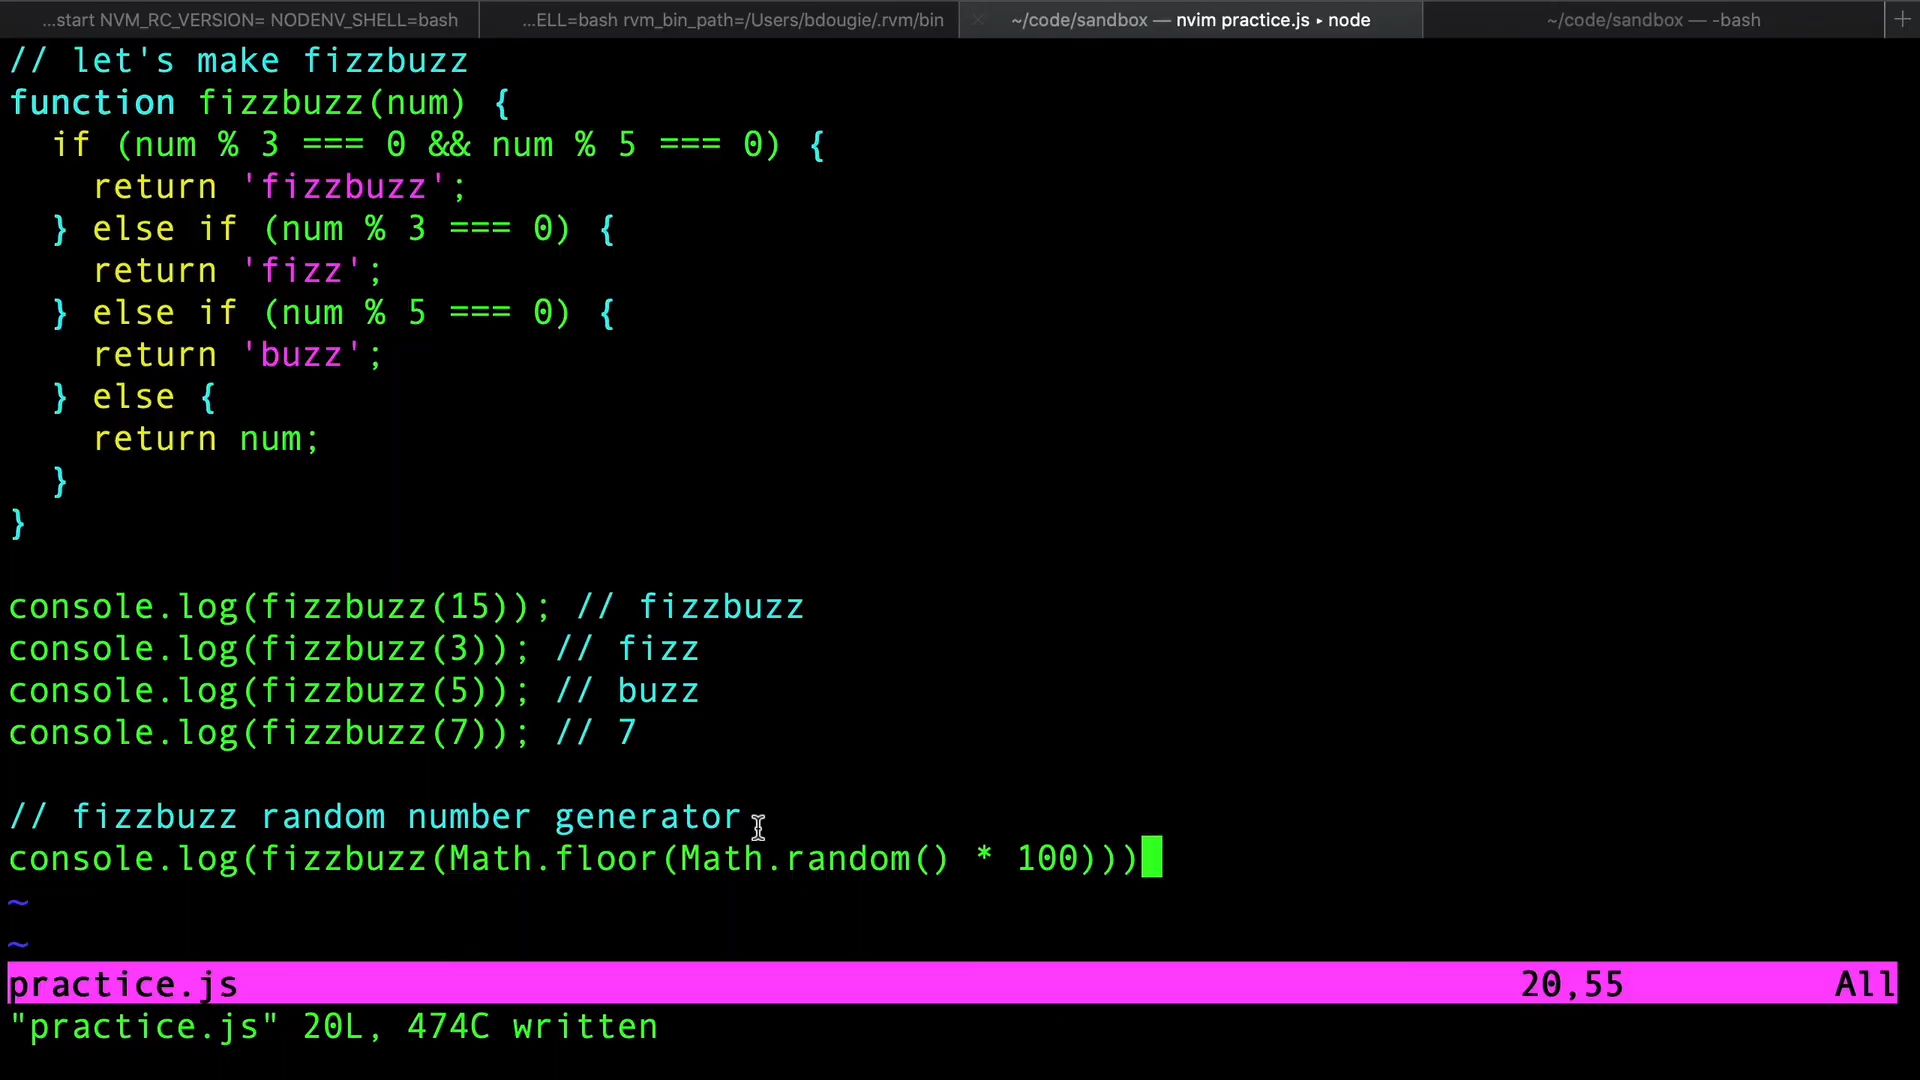 ...start NVM_RC_VERSION= NODENV_SHELL=bash
...ELL=bash rvm_bin_path=/Users/bdougie/.rvm/bin
~/code/sandbox — nvim practice.js ▸ node
~/code/sandbox — -bash
+
// let's make fizzbuzz
function fizzbuzz(num) {
  if (num % 3 === 0 && num % 5 === 0) {
    return 'fizzbuzz';
  } else if (num % 3 === 0) {
    return 'fizz';
  } else if (num % 5 === 0) {
    return 'buzz';
  } else {
    return num;
  }
}

console.log(fizzbuzz(15)); // fizzbuzz
console.log(fizzbuzz(3)); // fizz
console.log(fizzbuzz(5)); // buzz
console.log(fizzbuzz(7)); // 7

// fizzbuzz random number generator
console.log(fizzbuzz(Math.floor(Math.random() * 100)))
~
~
practice.js 20,55 All
"practice.js" 20L, 474C written